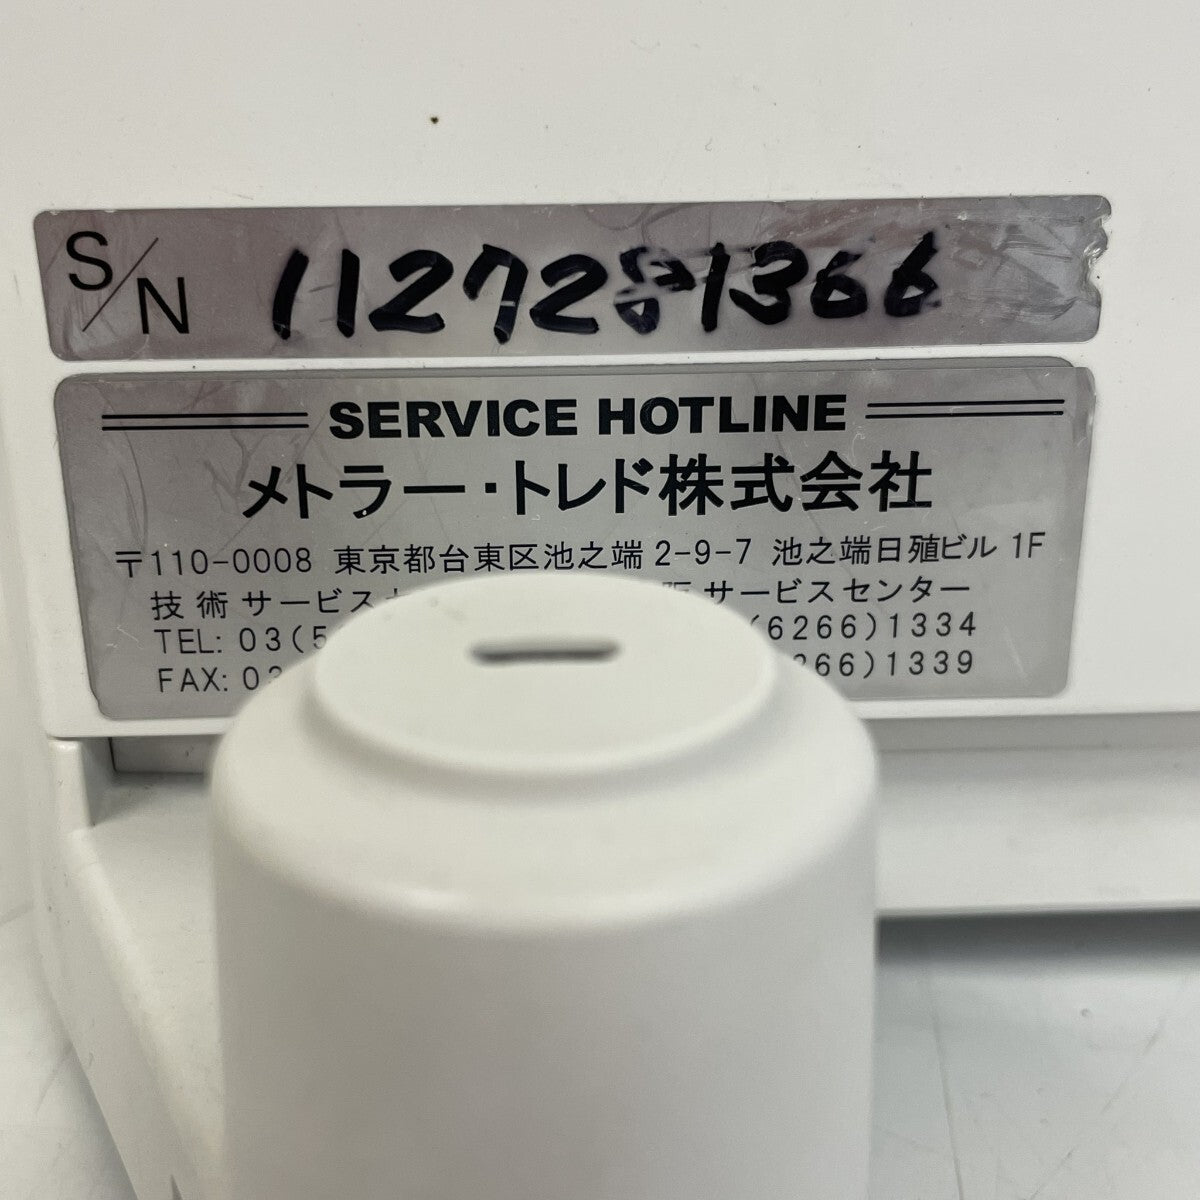 S/N 1127281366
SERVICE HOTLINE
メトラー・トレド株式会社
〒110-0008 東京都台東区池之端2-9-7 池之端日殖ビル1F
技術サービス サービスセンター
TEL: 03(5 (6266)1334
FAX: 03 266)1339